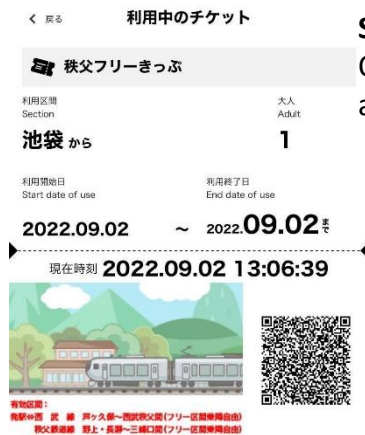 戻る
利用中のチケット
秩父フリーきっぷ
利用区間
Section
大人
Adult
池袋 から
1
利用開始日
Start date of use
利用終了日
End date of use
2022.09.02 ~ 2022.09.02まで
現在時刻 2022.09.02 13:06:39
有効区間:
発駅⇔西 武 線 芦ヶ久保~西武秩父間(フリー区間乗降自由)
秩父鉄道線 野上・長瀞~三峰口間(フリー区間乗降自由)